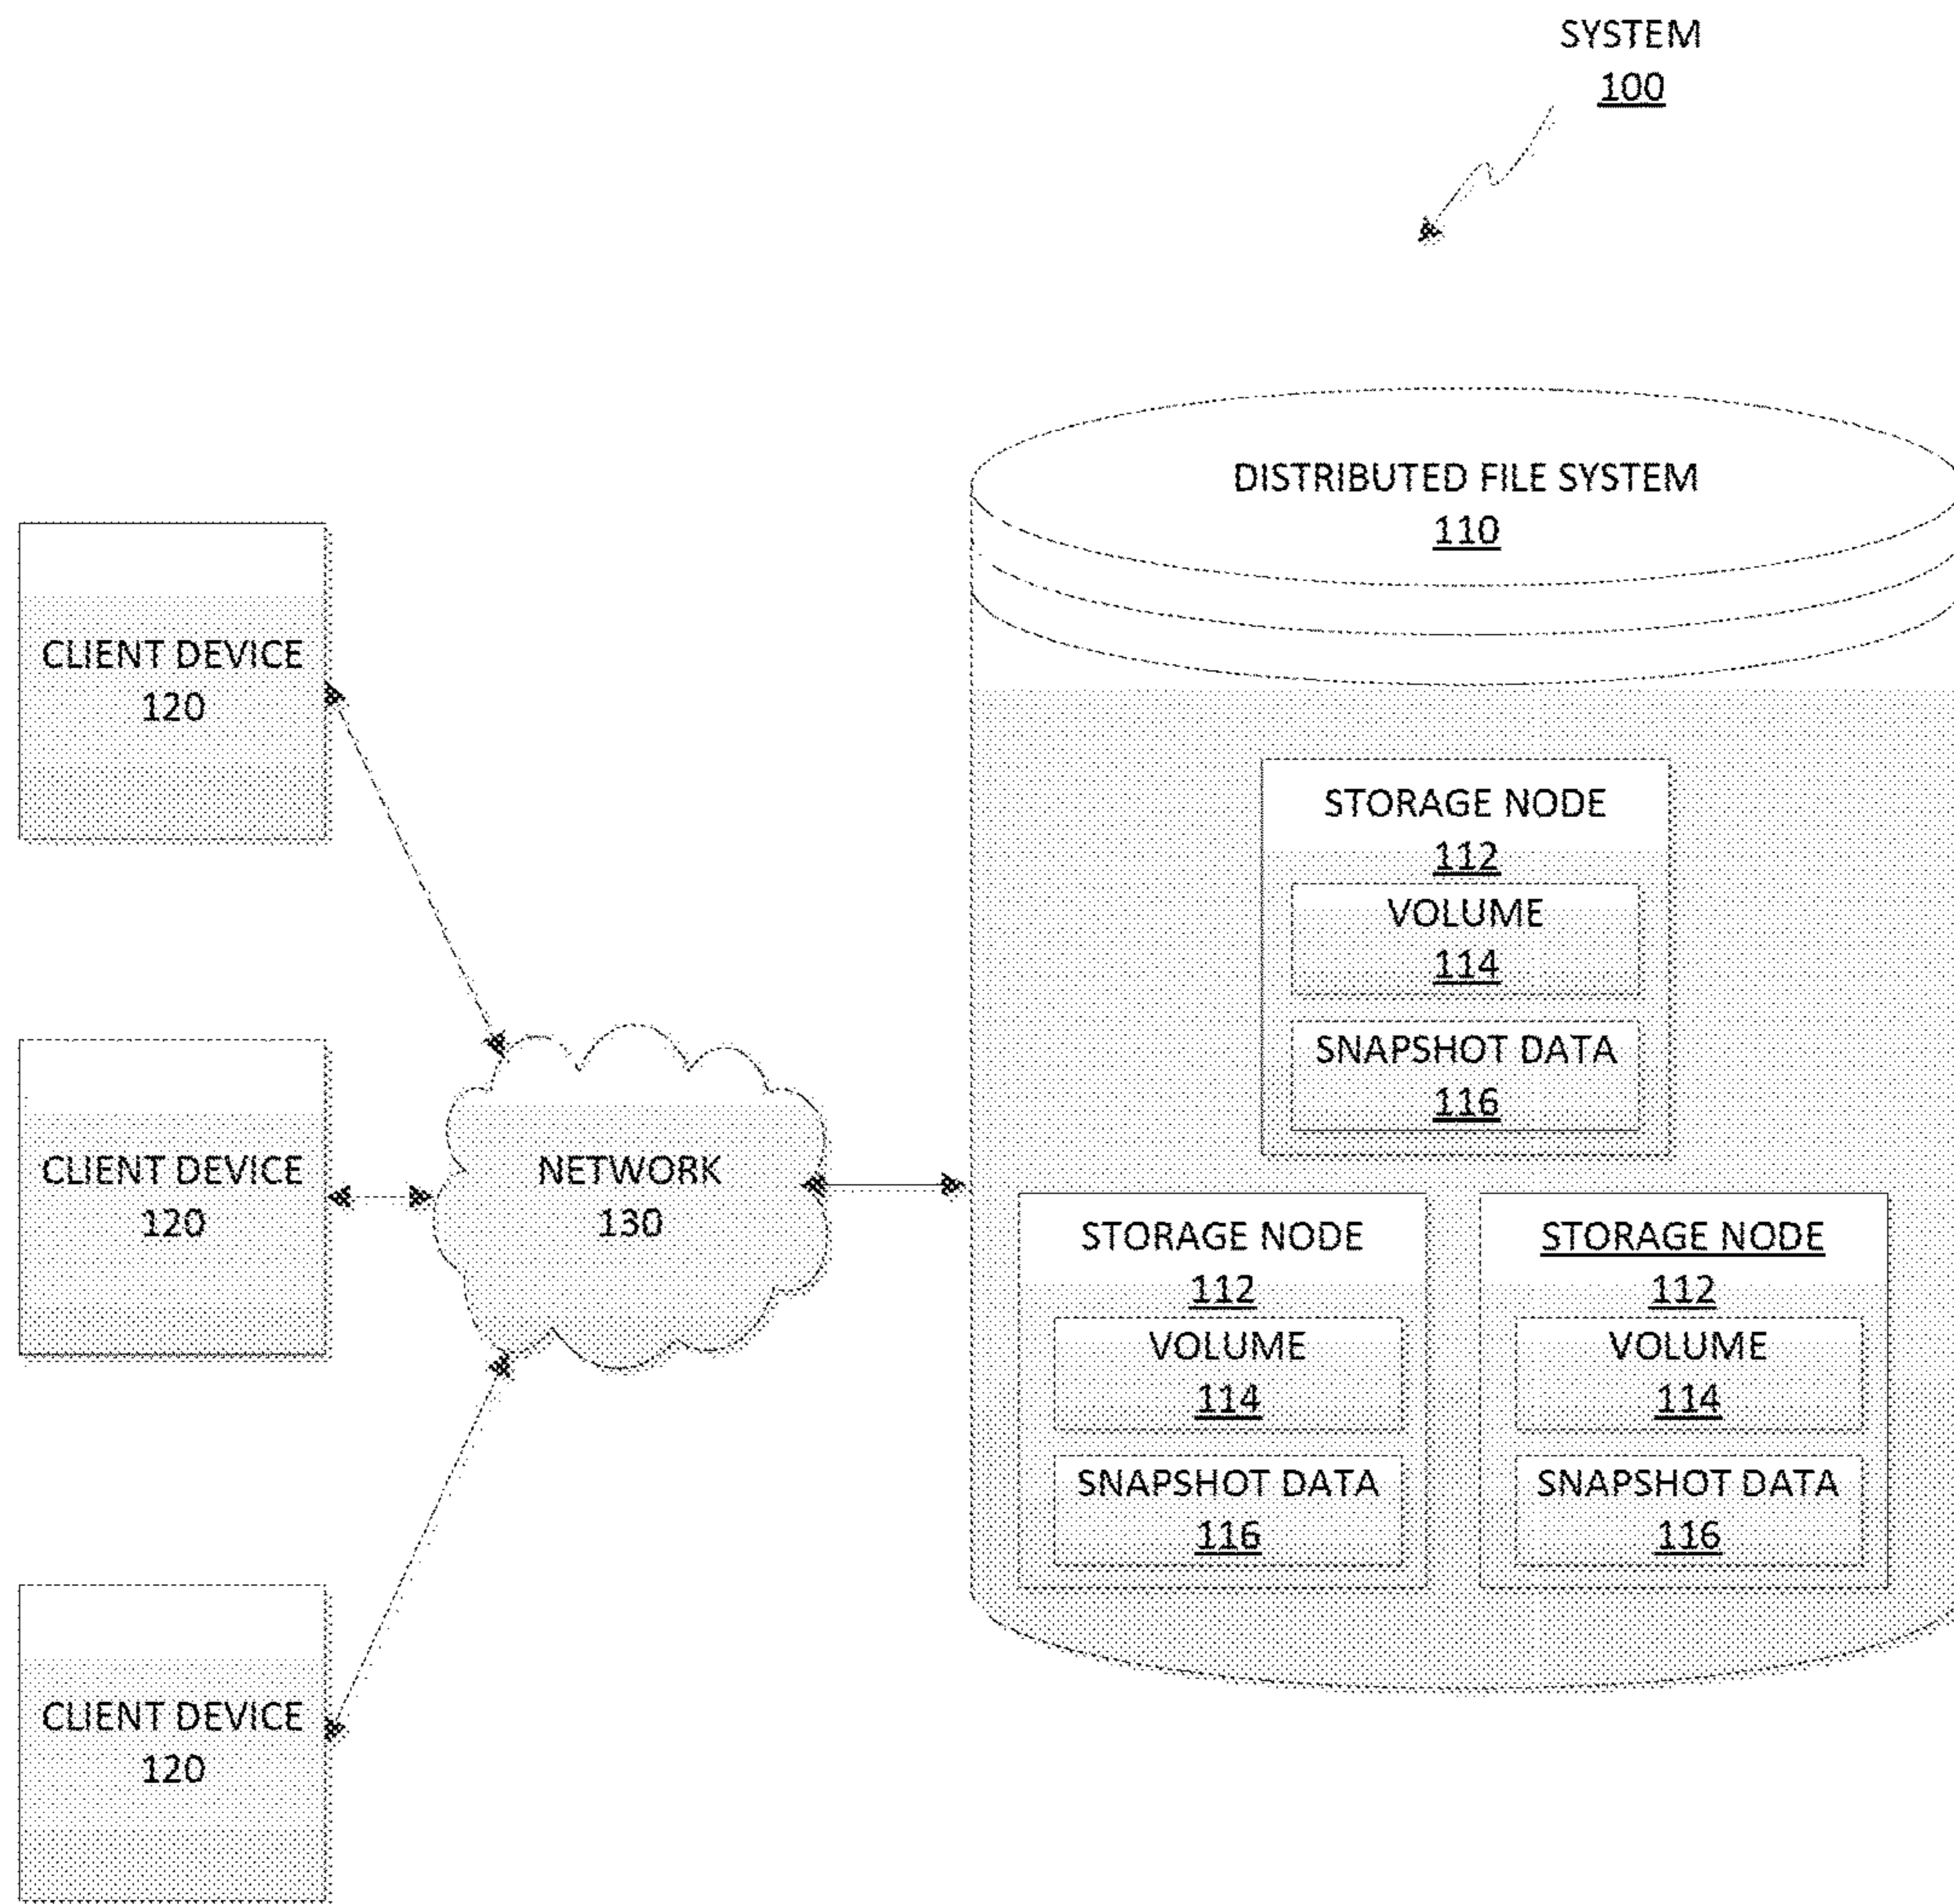 SYSTEM
100
DISTRIBUTED FILE SYSTEM
110
CLIENT DEVICE
120
STORAGE NODE
112
VOLUME
114
SNAPSHOT DATA
116
CLIENT DEVICE
120
NETWORK
130
STORAGE NODE
112
VOLUME
114
SNAPSHOT DATA
116
STORAGE NODE
112
VOLUME
114
SNAPSHOT DATA
116
CLIENT DEVICE
120